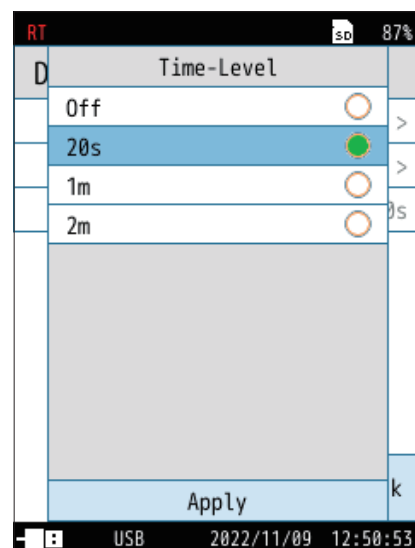 RT SD 87%
D
Time-Level
Off
>
20s
>
1m
0s
2m
Apply
k
USB 2022/11/09 12:50:53